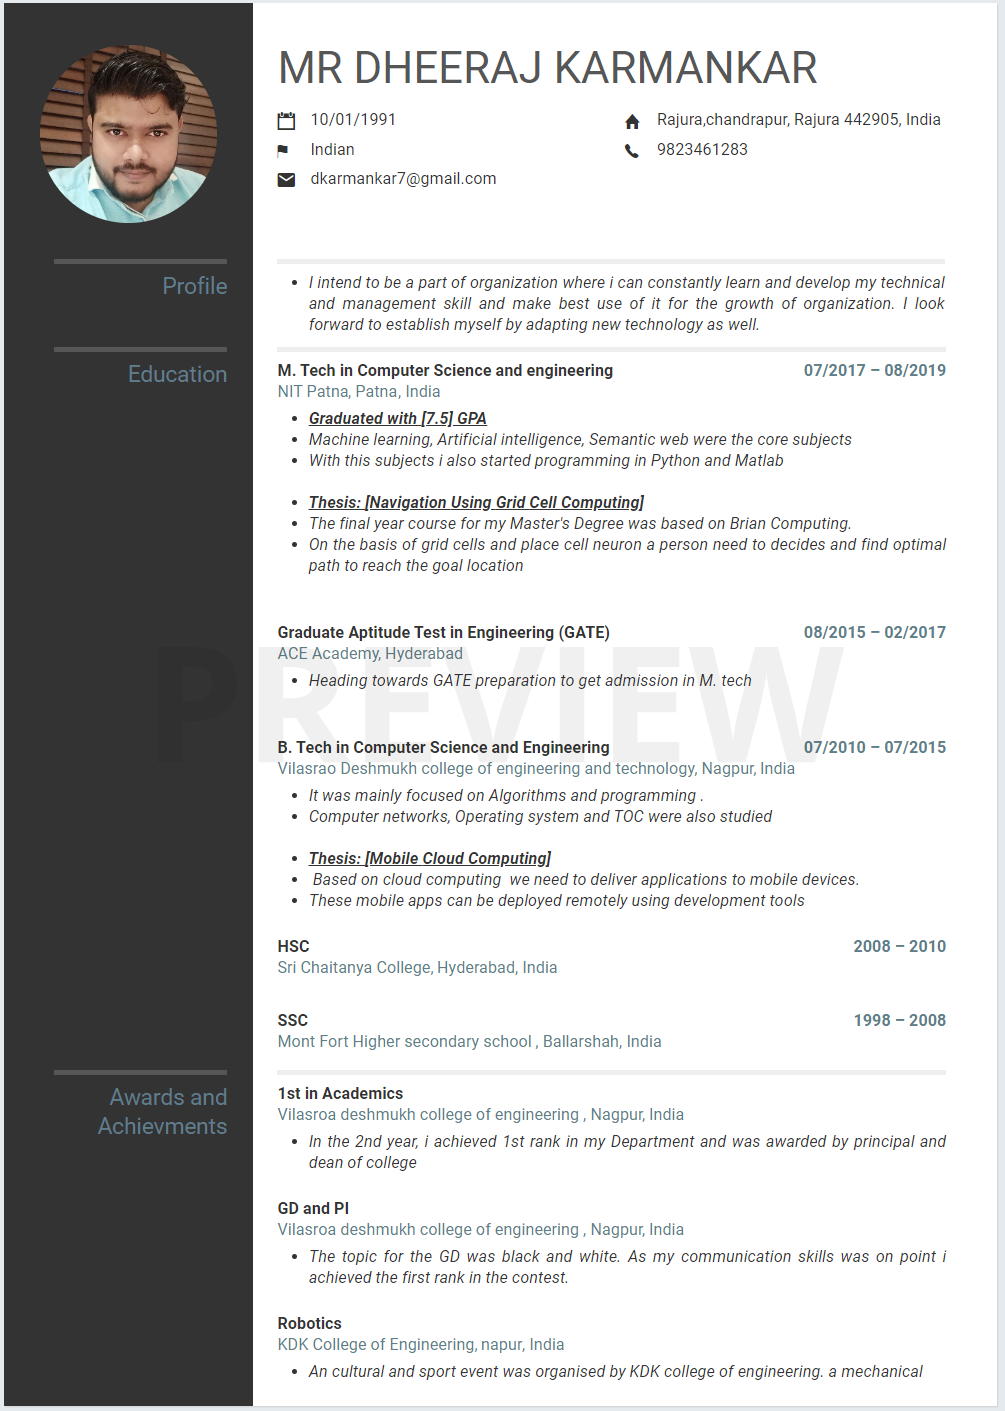 MR DHEERAJ KARMANKAR
10/01/1991
Rajura,chandrapur, Rajura 442905, India
Indian
9823461283
dkarmankar7@gmail.com
Profile
• I intend to be a part of organization where i can constantly learn and develop my technical
and management skill and make best use of it for the growth of organization. I look
forward to establish myself by adapting new technology as well.
Education
M. Tech in Computer Science and engineering 07/2017 – 08/2019
NIT Patna, Patna, India
• Graduated with [7.5] GPA
• Machine learning, Artificial intelligence, Semantic web were the core subjects
• With this subjects i also started programming in Python and Matlab
• Thesis: [Navigation Using Grid Cell Computing]
• The final year course for my Master's Degree was based on Brian Computing.
• On the basis of grid cells and place cell neuron a person need to decides and find optimal
path to reach the goal location
Graduate Aptitude Test in Engineering (GATE) 08/2015 – 02/2017
ACE Academy, Hyderabad
• Heading towards GATE preparation to get admission in M. tech
PREVIEW
B. Tech in Computer Science and Engineering 07/2010 – 07/2015
Vilasrao Deshmukh college of engineering and technology, Nagpur, India
• It was mainly focused on Algorithms and programming .
• Computer networks, Operating system and TOC were also studied
• Thesis: [Mobile Cloud Computing]
• Based on cloud computing we need to deliver applications to mobile devices.
• These mobile apps can be deployed remotely using development tools
HSC 2008 – 2010
Sri Chaitanya College, Hyderabad, India
SSC 1998 – 2008
Mont Fort Higher secondary school , Ballarshah, India
Awards and
Achievments
1st in Academics
Vilasroa deshmukh college of engineering , Nagpur, India
• In the 2nd year, i achieved 1st rank in my Department and was awarded by principal and
dean of college
GD and PI
Vilasroa deshmukh college of engineering , Nagpur, India
• The topic for the GD was black and white. As my communication skills was on point i
achieved the first rank in the contest.
Robotics
KDK College of Engineering, napur, India
• An cultural and sport event was organised by KDK college of engineering. a mechanical